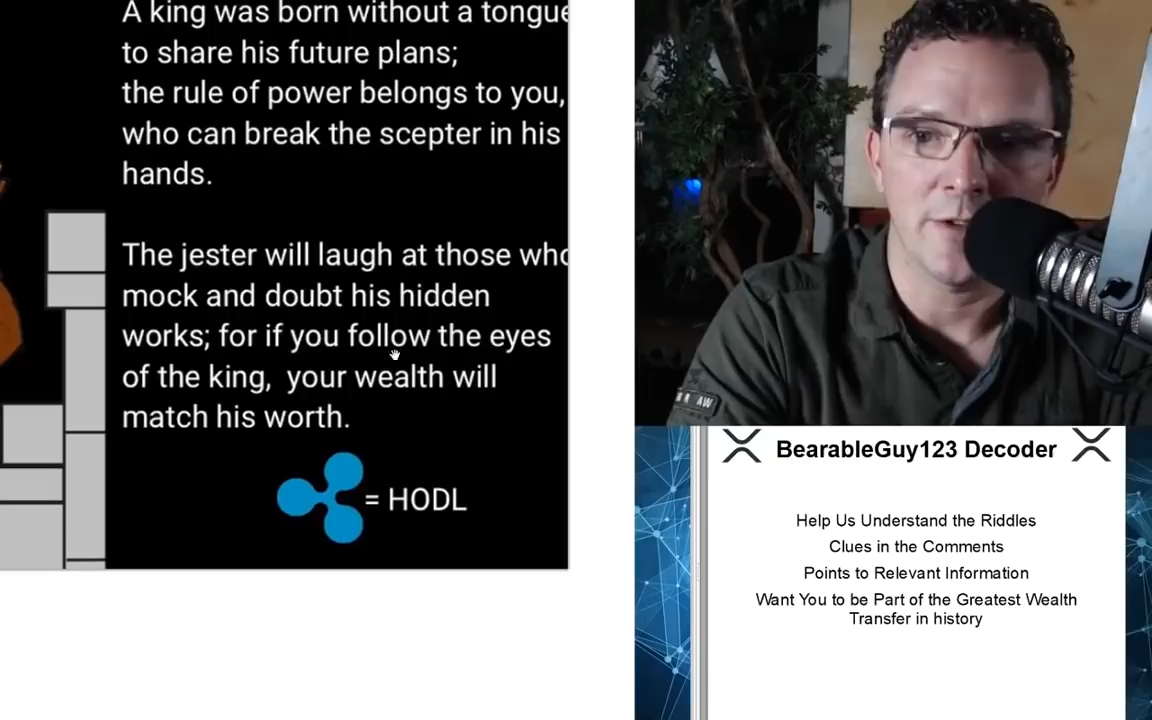 A king was born without a tongue
to share his future plans;
the rule of power belongs to you,
who can break the scepter in his
hands.
The jester will laugh at those who
mock and doubt his hidden
works; for if you follow the eyes
of the king, your wealth will
match his worth.
= HODL
BearableGuy123 Decoder
Help Us Understand the Riddles
Clues in the Comments
Points to Relevant Information
Want You to be Part of the Greatest Wealth
Transfer in history